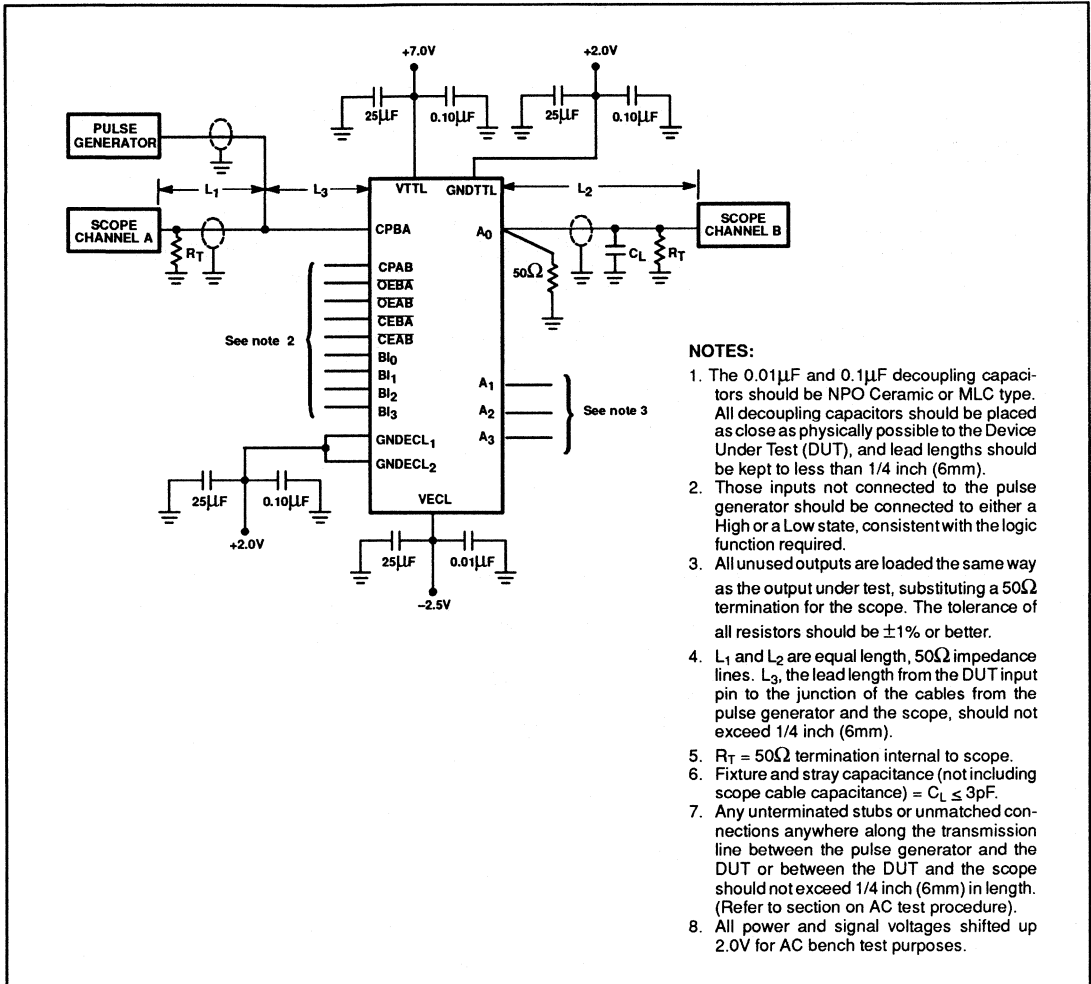 +7.0V
+2.0V
25μF
0.10μF
25μF
0.10μF
PULSE
GENERATOR
L1
L3
VTTL
GNDTTL
L2
SCOPE
CHANNEL A
RT
CPBA
A0
CL
RT
SCOPE
CHANNEL B
50Ω
CPAB
OEBA
OEAB
CEBA
CEAB
BI0
BI1
BI2
BI3
See note 2
A1
A2
A3
See note 3
GNDECL1
GNDECL2
VECL
25μF
0.10μF
+2.0V
25μF
0.01μF
–2.5V
NOTES:
1. The 0.01μF and 0.1μF decoupling capaci-
tors should be NPO Ceramic or MLC type.
All decoupling capacitors should be placed
as close as physically possible to the Device
Under Test (DUT), and lead lengths should
be kept to less than 1/4 inch (6mm).
2. Those inputs not connected to the pulse
generator should be connected to either a
High or a Low state, consistent with the logic
function required.
3. All unused outputs are loaded the same way
as the output under test, substituting a 50Ω
termination for the scope. The tolerance of
all resistors should be ±1% or better.
4. L1 and L2 are equal length, 50Ω impedance
lines. L3, the lead length from the DUT input
pin to the junction of the cables from the
pulse generator and the scope, should not
exceed 1/4 inch (6mm).
5. RT = 50Ω termination internal to scope.
6. Fixture and stray capacitance (not including
scope cable capacitance) = CL ≤ 3pF.
7. Any unterminated stubs or unmatched con-
nections anywhere along the transmission
line between the pulse generator and the
DUT or between the DUT and the scope
should not exceed 1/4 inch (6mm) in length.
(Refer to section on AC test procedure).
8. All power and signal voltages shifted up
2.0V for AC bench test purposes.